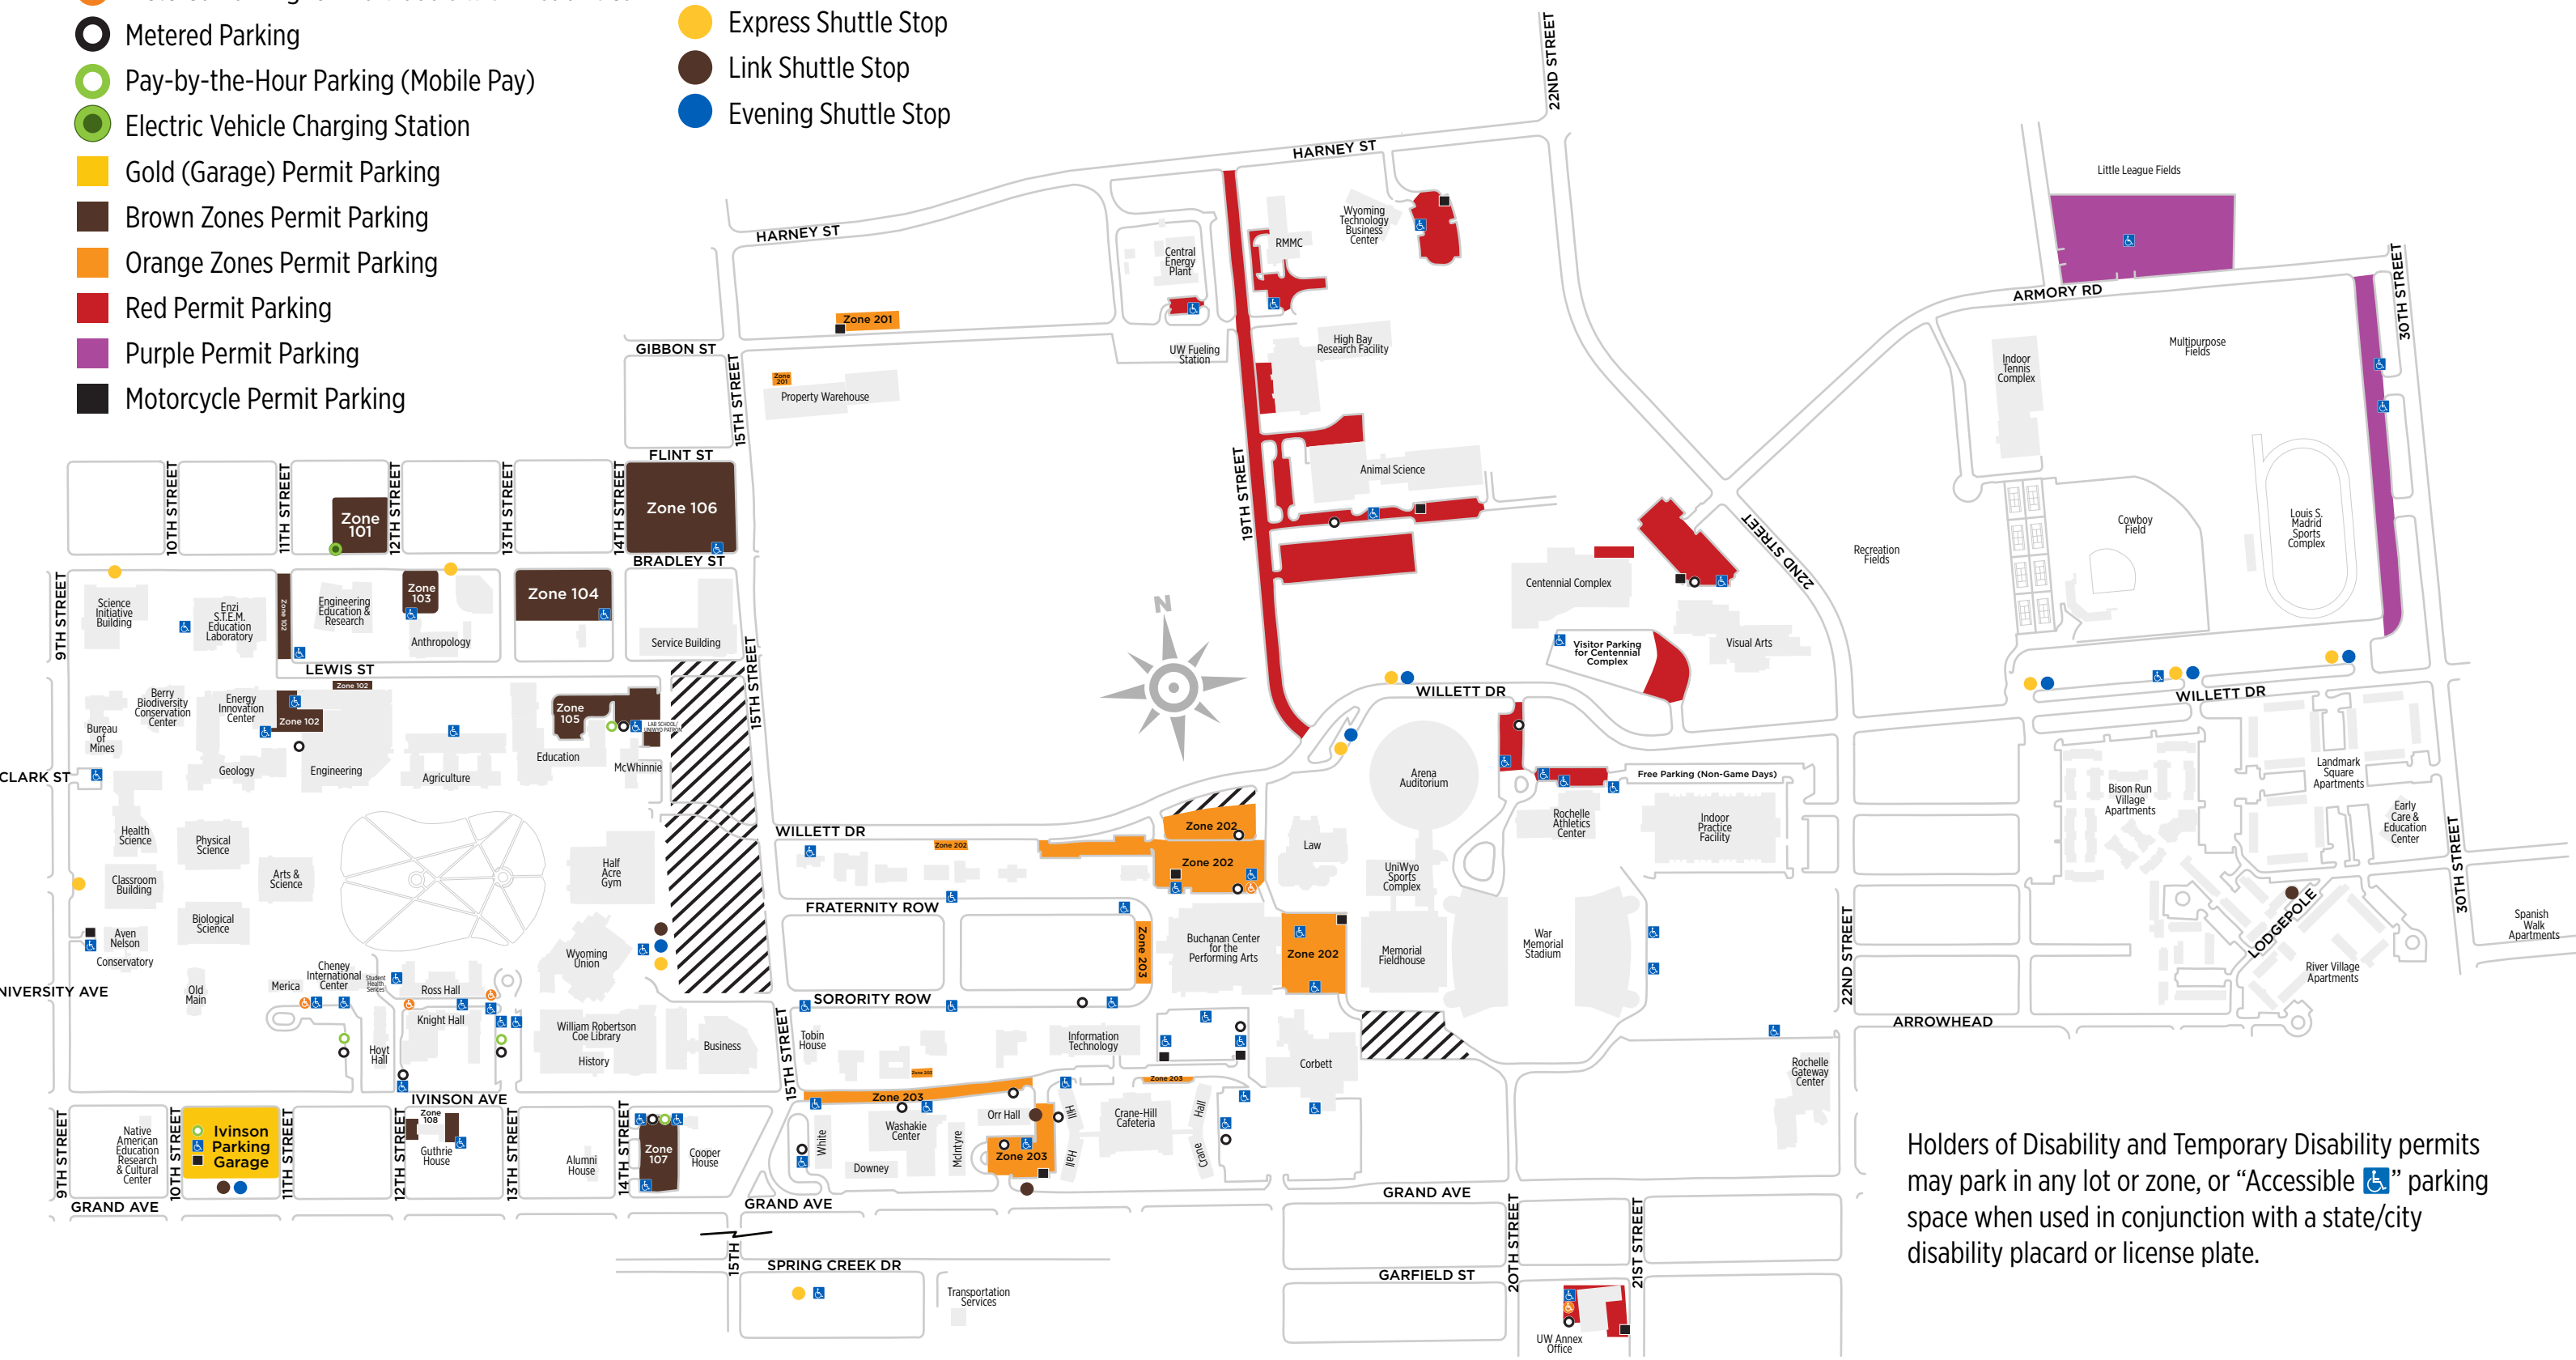 Metered Parking
Pay-by-the-Hour Parking (Mobile Pay)
Electric Vehicle Charging Station
Gold (Garage) Permit Parking
Brown Zones Permit Parking
Orange Zones Permit Parking
Red Permit Parking
Purple Permit Parking
Motorcycle Permit Parking
Express Shuttle Stop
Link Shuttle Stop
Evening Shuttle Stop
22ND STREET
HARNEY ST
HARNEY ST
Wyoming
Technology
Business
Center
RMMC
Central
Energy
Plant
Little League Fields
ARMORY RD
30TH STREET
Zone 201
GIBBON ST
15TH STREET
Zone
201
Property Warehouse
UW Fueling
Station
High Bay
Research Facility
Indoor
Tennis
Complex
Multipurpose
Fields
FLINT ST
10TH STREET
11TH STREET
12TH STREET
13TH STREET
14TH STREET
Zone
101
Zone 106
19TH STREET
Animal Science
22ND STREET
Recreation
Fields
Cowboy
Field
Louis S.
Madrid
Sports
Complex
BRADLEY ST
9TH STREET
Science
Initiative
Building
Enzi
S.T.E.M.
Education
Laboratory
Zone 102
Engineering
Education &
Research
Zone
103
Anthropology
Zone 104
Service Building
15TH STREET
N
Centennial Complex
Visitor Parking
for Centennial
Complex
Visual Arts
LEWIS ST
Zone 102
Berry
Biodiversity
Conservation
Center
Energy
Innovation
Center
Zone 102
Bureau
of
Mines
Zone
105
LAB SCHOOL/
UNIWYO PATRON
WILLETT DR
WILLETT DR
CLARK ST
Geology
Engineering
Agriculture
Education
McWhinnie
Arena
Auditorium
Free Parking (Non-Game Days)
Rochelle
Athletics
Center
Indoor
Practice
Facility
Landmark
Square
Apartments
Bison Run
Village
Apartments
Early
Care &
Education
Center
Health
Science
Physical
Science
Classroom
Building
Arts &
Science
Half
Acre
Gym
WILLETT DR
Zone 202
Zone 202
Zone 202
Law
UniWyo
Sports
Complex
30TH STREET
Aven
Nelson
Conservatory
Biological
Science
Wyoming
Union
FRATERNITY ROW
Zone 203
Buchanan Center
for the
Performing Arts
Zone 202
Memorial
Fieldhouse
War
Memorial
Stadium
22ND STREET
LODGEPOLE
River Village
Apartments
Spanish
Walk
Apartments
NIVERSITY AVE
Old
Main
Merica
Cheney
International
Center
Student
Health
Services
Ross Hall
Knight Hall
Hoyt
Hall
William Robertson
Coe Library
History
Business
15TH STREET
SORORITY ROW
Tobin
House
Information
Technology
Corbett
ARROWHEAD
Rochelle
Gateway
Center
Zone 203
Zone 203
Zone 203
IVINSON AVE
9TH STREET
Native
American
Education
Research
& Cultural
Center
10TH STREET
Ivinson
Parking
Garage
11TH STREET
12TH STREET
Zone
108
Guthrie
House
13TH STREET
Alumni
House
14TH STREET
Zone
107
Cooper
House
White
Washakie
Center
Downey
McIntyre
Orr Hall
Zone 203
Hill
Hall
Crane-Hill
Cafeteria
Hall
Crane
GRAND AVE
GRAND AVE
GRAND AVE
15TH
SPRING CREEK DR
Transportation
Services
GARFIELD ST
20TH STREET
21ST STREET
UW Annex
Office
Holders of Disability and Temporary Disability permits
may park in any lot or zone, or “Accessible ” parking
space when used in conjunction with a state/city
disability placard or license plate.